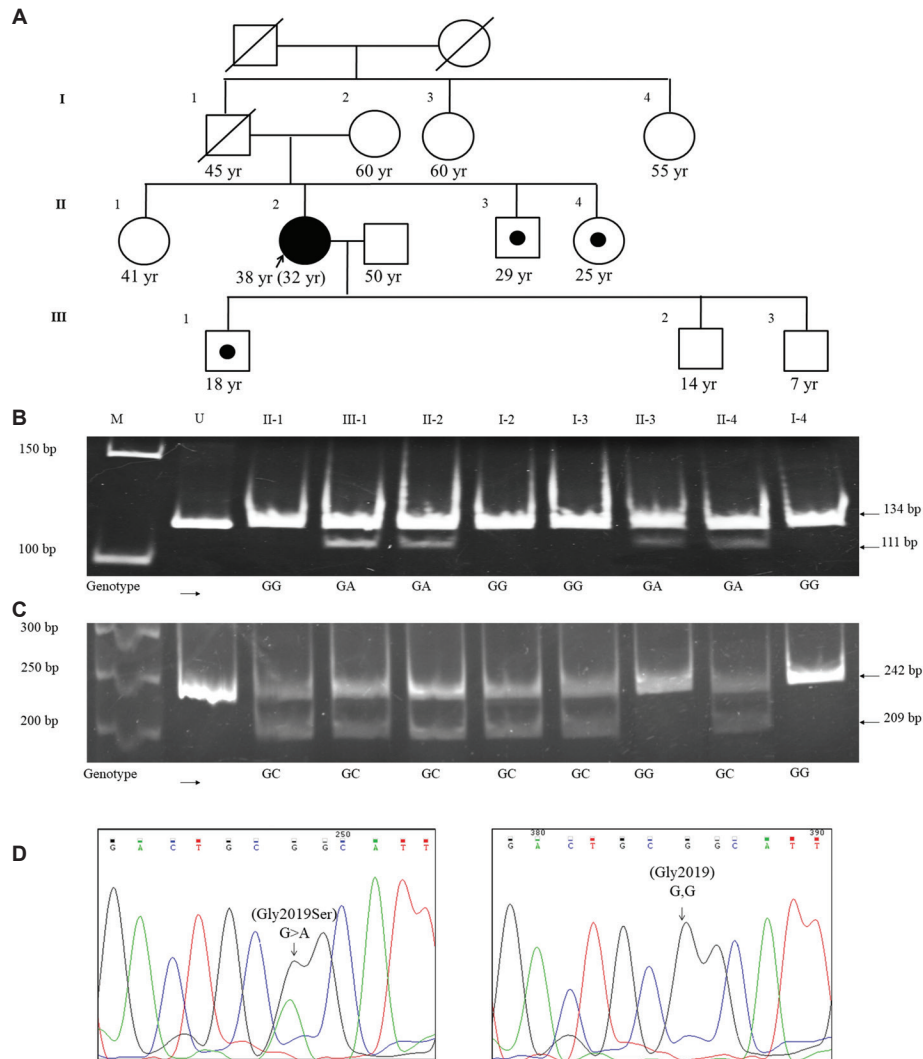 A
I
1 2 3 4
45 yr 60 yr 60 yr 55 yr
II
1 2 3 4
41 yr 38 yr (32 yr) 50 yr 29 yr 25 yr
III
1 2 3
18 yr 14 yr 7 yr
B
M U II-1 III-1 II-2 I-2 I-3 II-3 II-4 I-4
150 bp
134 bp
100 bp
111 bp
Genotype → GG GA GA GG GG GA GA GG
C
300 bp
250 bp
242 bp
200 bp
209 bp
Genotype → GC GC GC GC GC GG GC GG
D
250
G A C T G C G G C A T T
(Gly2019Ser)
G>A
380 390
G A C T G C G G C A T T
(Gly2019)
G,G